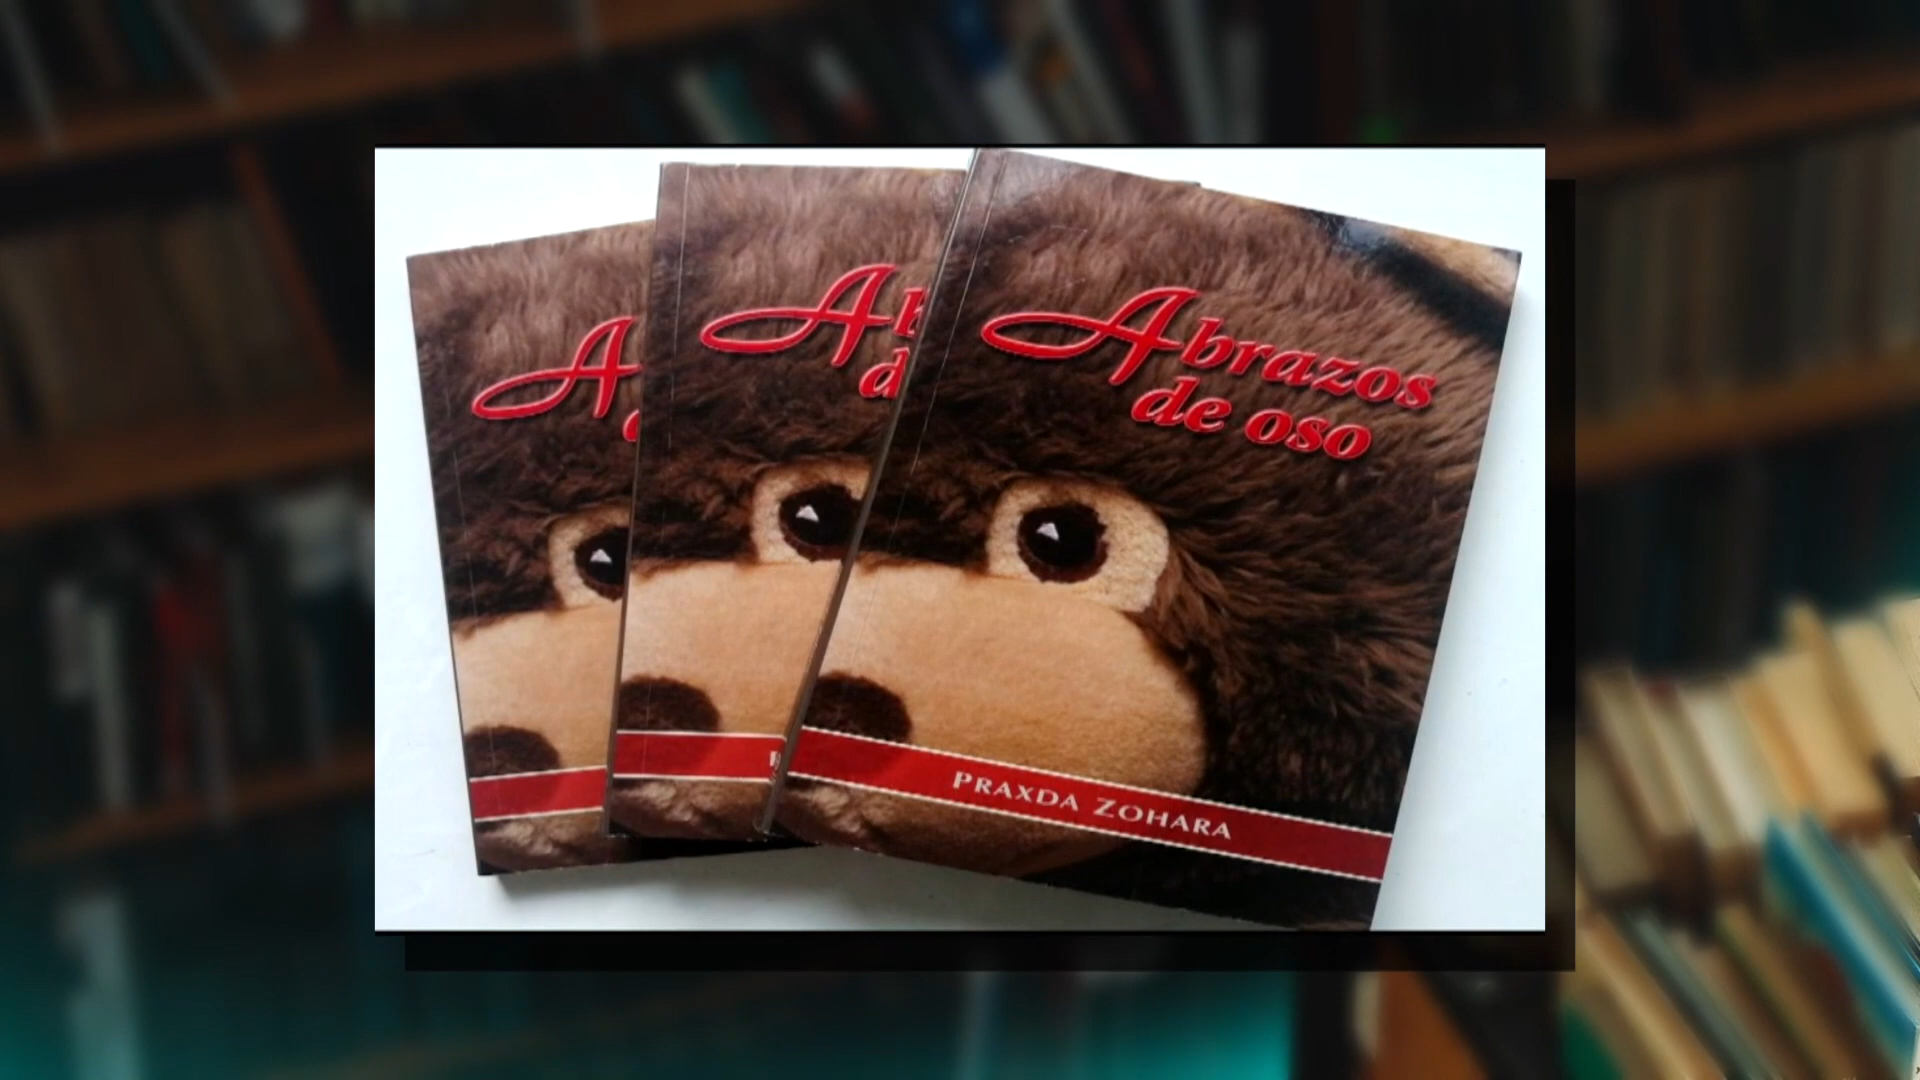 Abrazos
de oso
PRAXDA ZOHARA
A
A
d